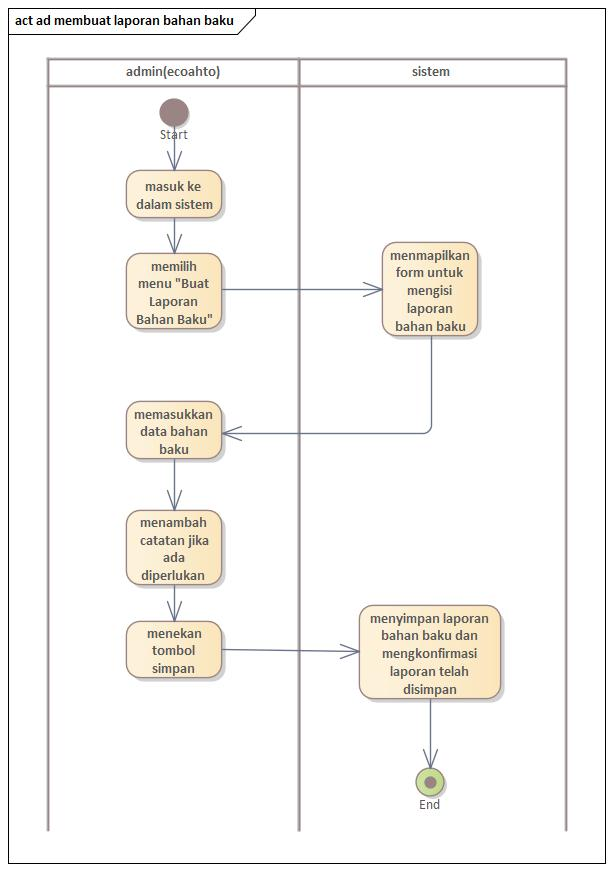 act ad membuat laporan bahan baku
admin(ecoahto)
sistem
Start
masuk ke
dalam sistem
memilih
menu "Buat
Laporan
Bahan Baku"
menmapilkan
form untuk
mengisi
laporan
bahan baku
memasukkan
data bahan
baku
menambah
catatan jika
ada
diperlukan
menekan
tombol
simpan
menyimpan laporan
bahan baku dan
mengkonfirmasi
laporan telah
disimpan
End